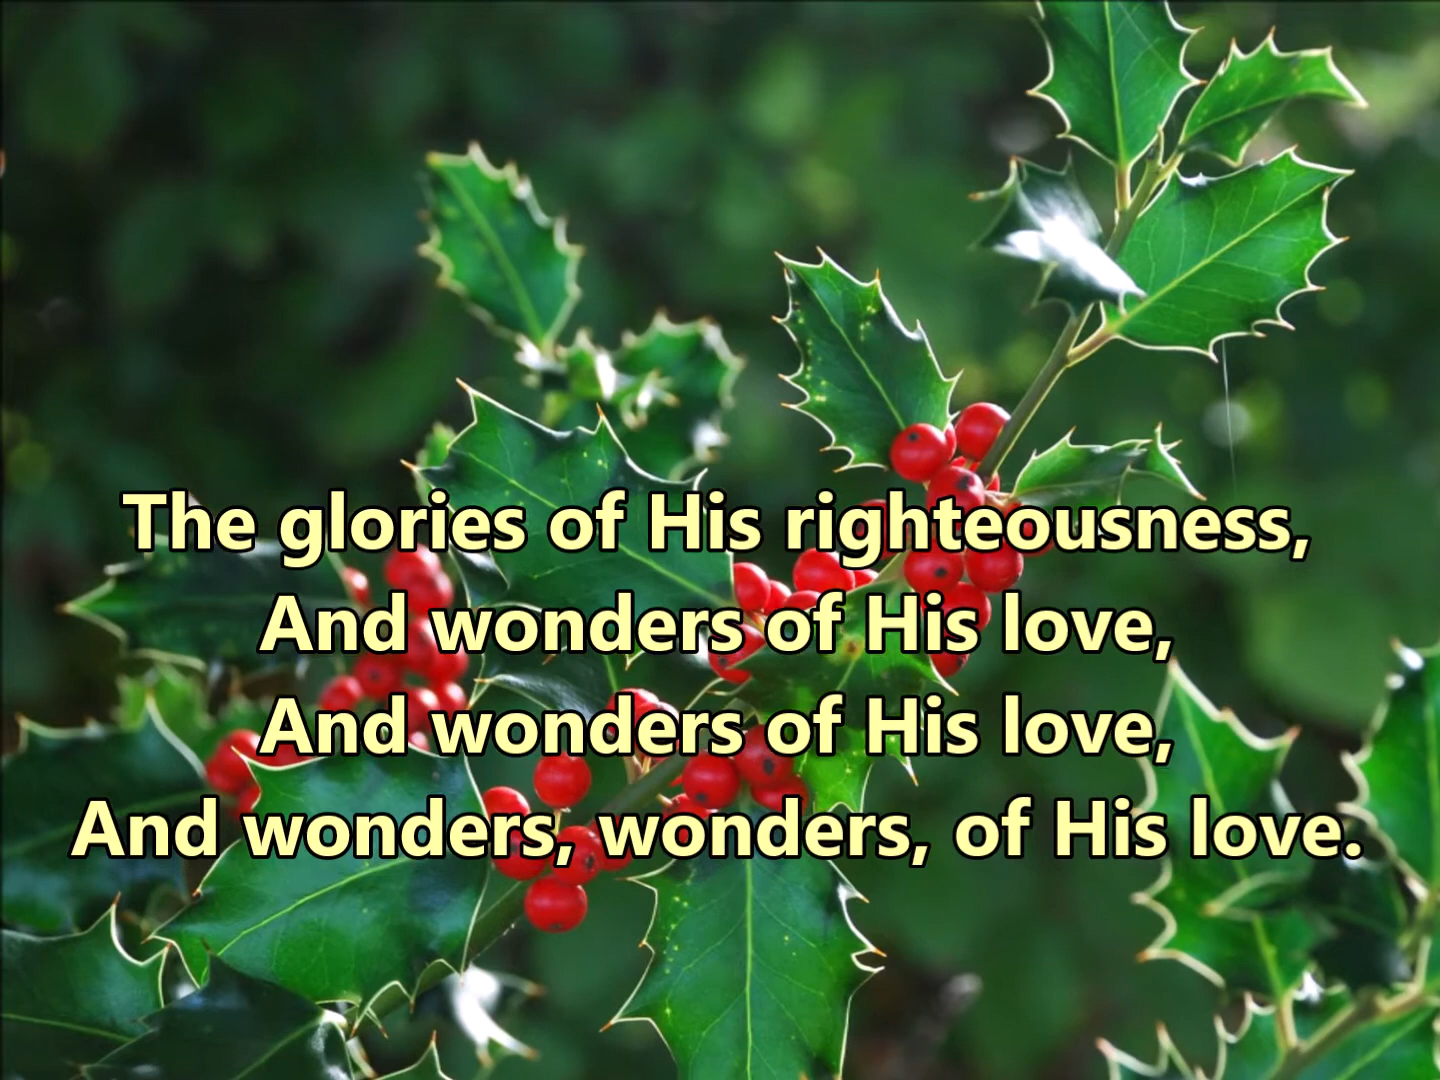 The glories of His righteousness,
And wonders of His love,
And wonders of His love,
And wonders, wonders, of His love.